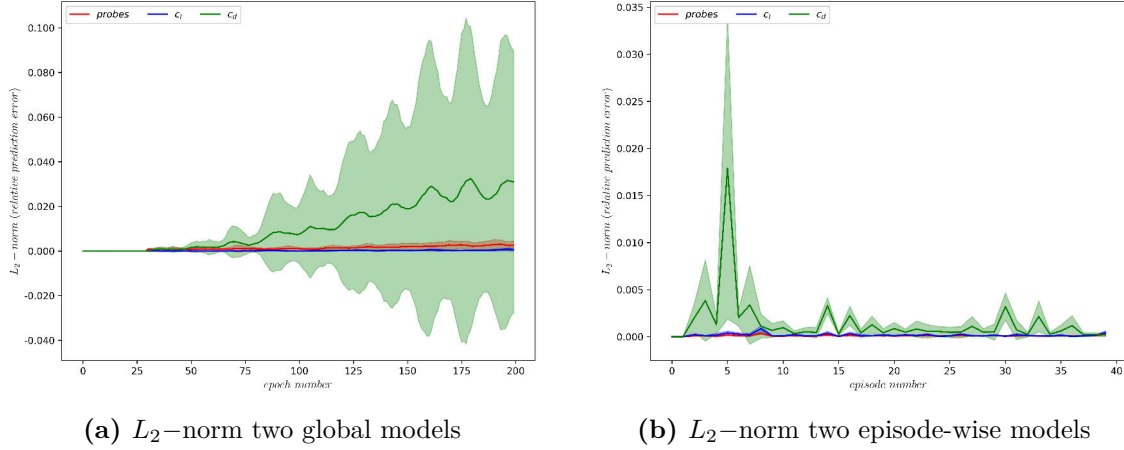 probes c_l c_d
0.100
0.080
0.060
0.040
0.020
0.000
-0.020
-0.040
L_2 − norm (relative prediction error)
0 25 50 75 100 125 150 175 200
epoch number
(a) L_2−norm two global models
probes c_l c_d
0.035
0.030
0.025
0.020
0.015
0.010
0.005
0.000
L_2 − norm (relative prediction error)
0 5 10 15 20 25 30 35 40
episode number
(b) L_2−norm two episode-wise models